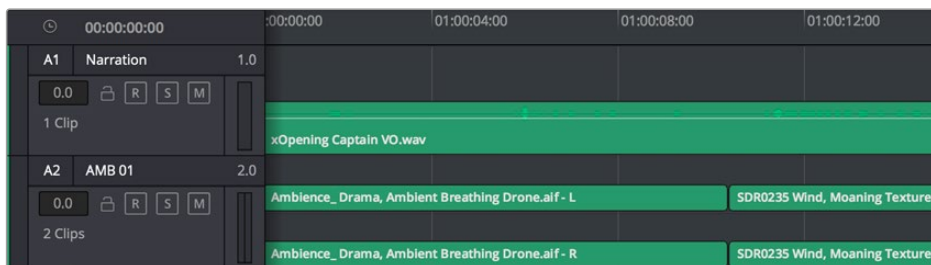 00:00:00:00
:00:00:00 01:00:04:00 01:00:08:00 01:00:12:00
A1 Narration 1.0
0.0 R S M
1 Clip
xOpening Captain VO.wav
A2 AMB 01 2.0
0.0 R S M
Ambience_ Drama, Ambient Breathing Drone.aif - L SDR0235 Wind, Moaning Texture
2 Clips
Ambience_ Drama, Ambient Breathing Drone.aif - R SDR0235 Wind, Moaning Texture